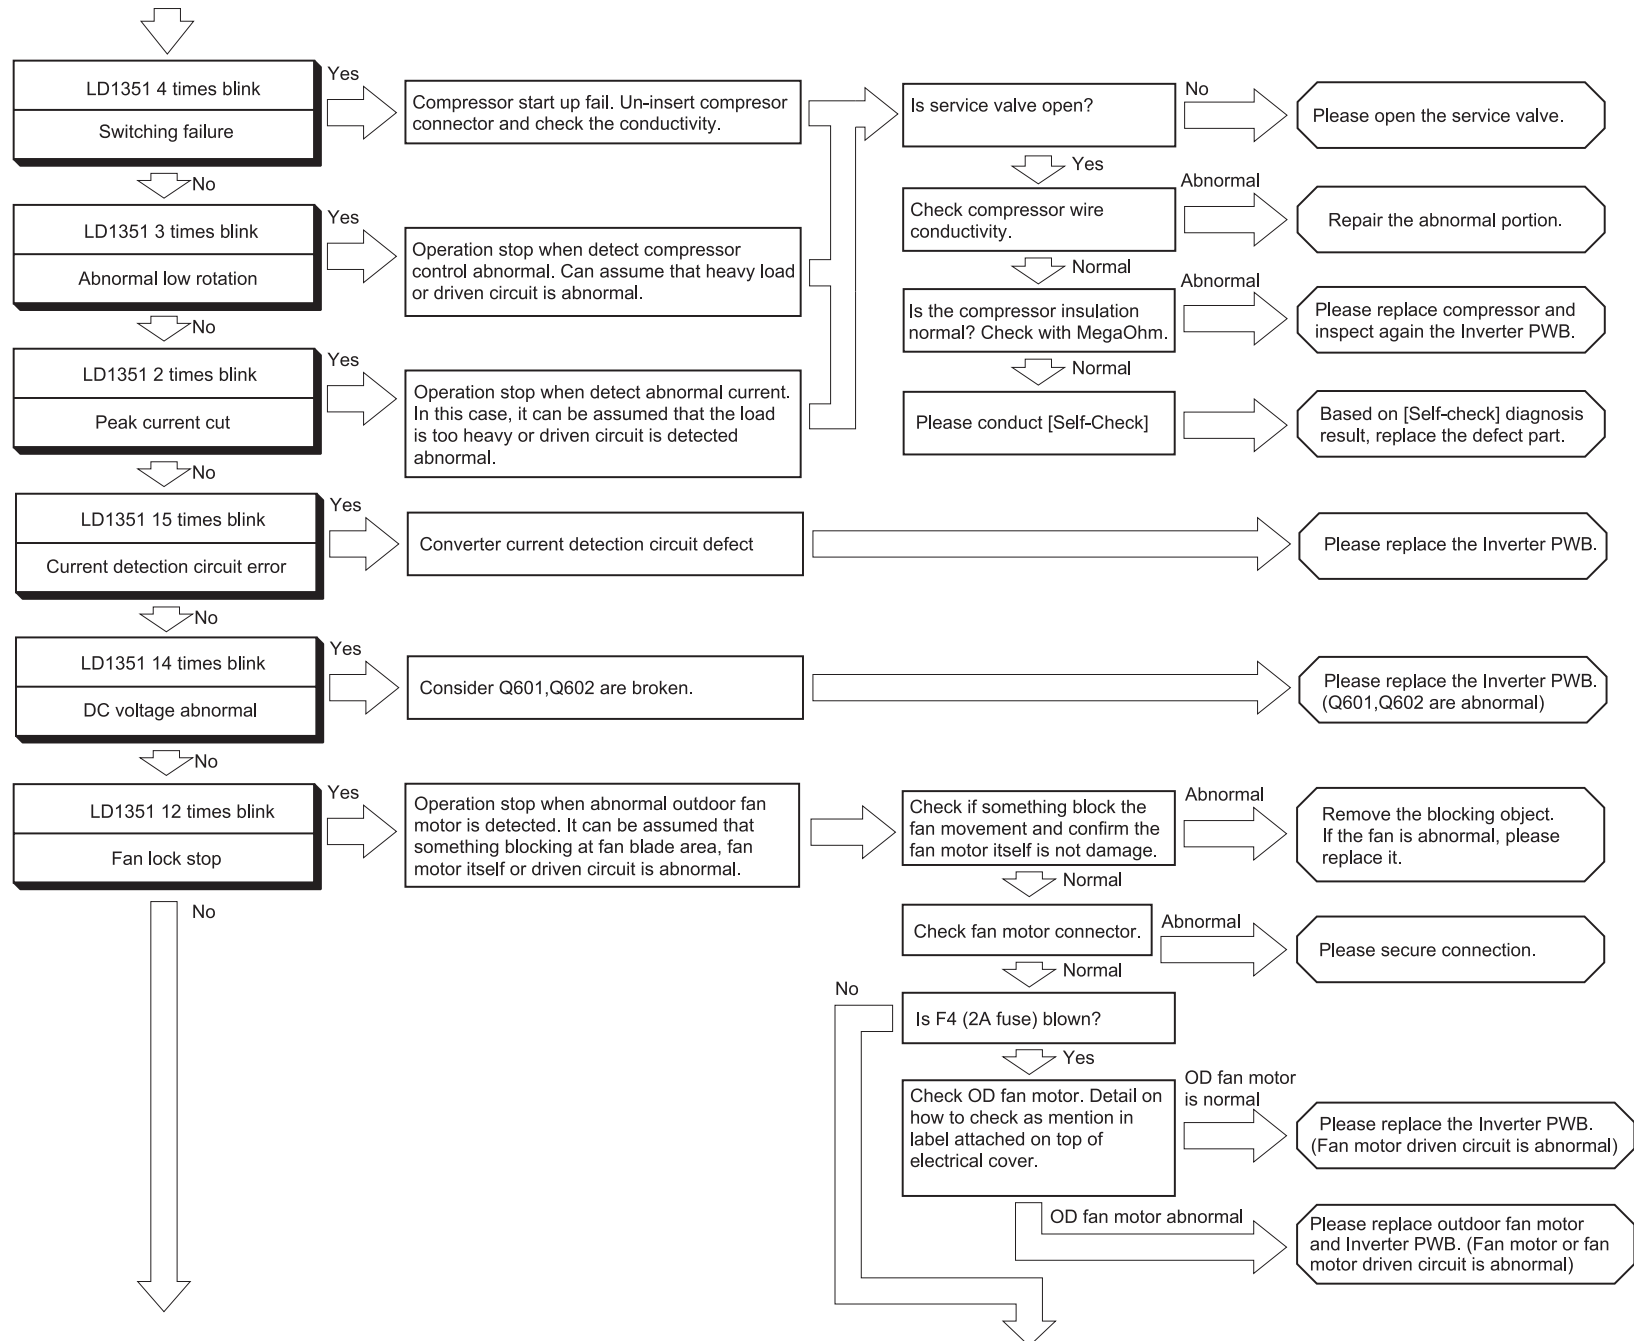 LD1351 4 times blink
Switching failure
Yes
Compressor start up fail. Un-insert compresor
connector and check the conductivity.
Is service valve open?
No
Please open the service valve.
Yes
No
Check compressor wire
conductivity.
Abnormal
Repair the abnormal portion.
LD1351 3 times blink
Abnormal low rotation
Yes
Operation stop when detect compressor
control abnormal. Can assume that heavy load
or driven circuit is abnormal.
Normal
Is the compressor insulation
normal? Check with MegaOhm.
Abnormal
Please replace compressor and
inspect again the Inverter PWB.
No
LD1351 2 times blink
Peak current cut
Yes
Operation stop when detect abnormal current.
In this case, it can be assumed that the load
is too heavy or driven circuit is detected
abnormal.
Normal
Please conduct [Self-Check]
Based on [Self-check] diagnosis
result, replace the defect part.
No
LD1351 15 times blink
Current detection circuit error
Yes
Converter current detection circuit defect
Please replace the Inverter PWB.
No
LD1351 14 times blink
DC voltage abnormal
Yes
Consider Q601,Q602 are broken.
Please replace the Inverter PWB.
(Q601,Q602 are abnormal)
No
LD1351 12 times blink
Fan lock stop
Yes
Operation stop when abnormal outdoor fan
motor is detected. It can be assumed that
something blocking at fan blade area, fan
motor itself or driven circuit is abnormal.
Check if something block the
fan movement and confirm the
fan motor itself is not damage.
Abnormal
Remove the blocking object.
If the fan is abnormal, please
replace it.
No
Normal
Check fan motor connector.
Abnormal
Please secure connection.
Normal
No
Is F4 (2A fuse) blown?
Yes
Check OD fan motor. Detail on
how to check as mention in
label attached on top of
electrical cover.
OD fan motor
is normal
Please replace the Inverter PWB.
(Fan motor driven circuit is abnormal)
OD fan motor abnormal
Please replace outdoor fan motor
and Inverter PWB. (Fan motor or fan
motor driven circuit is abnormal)